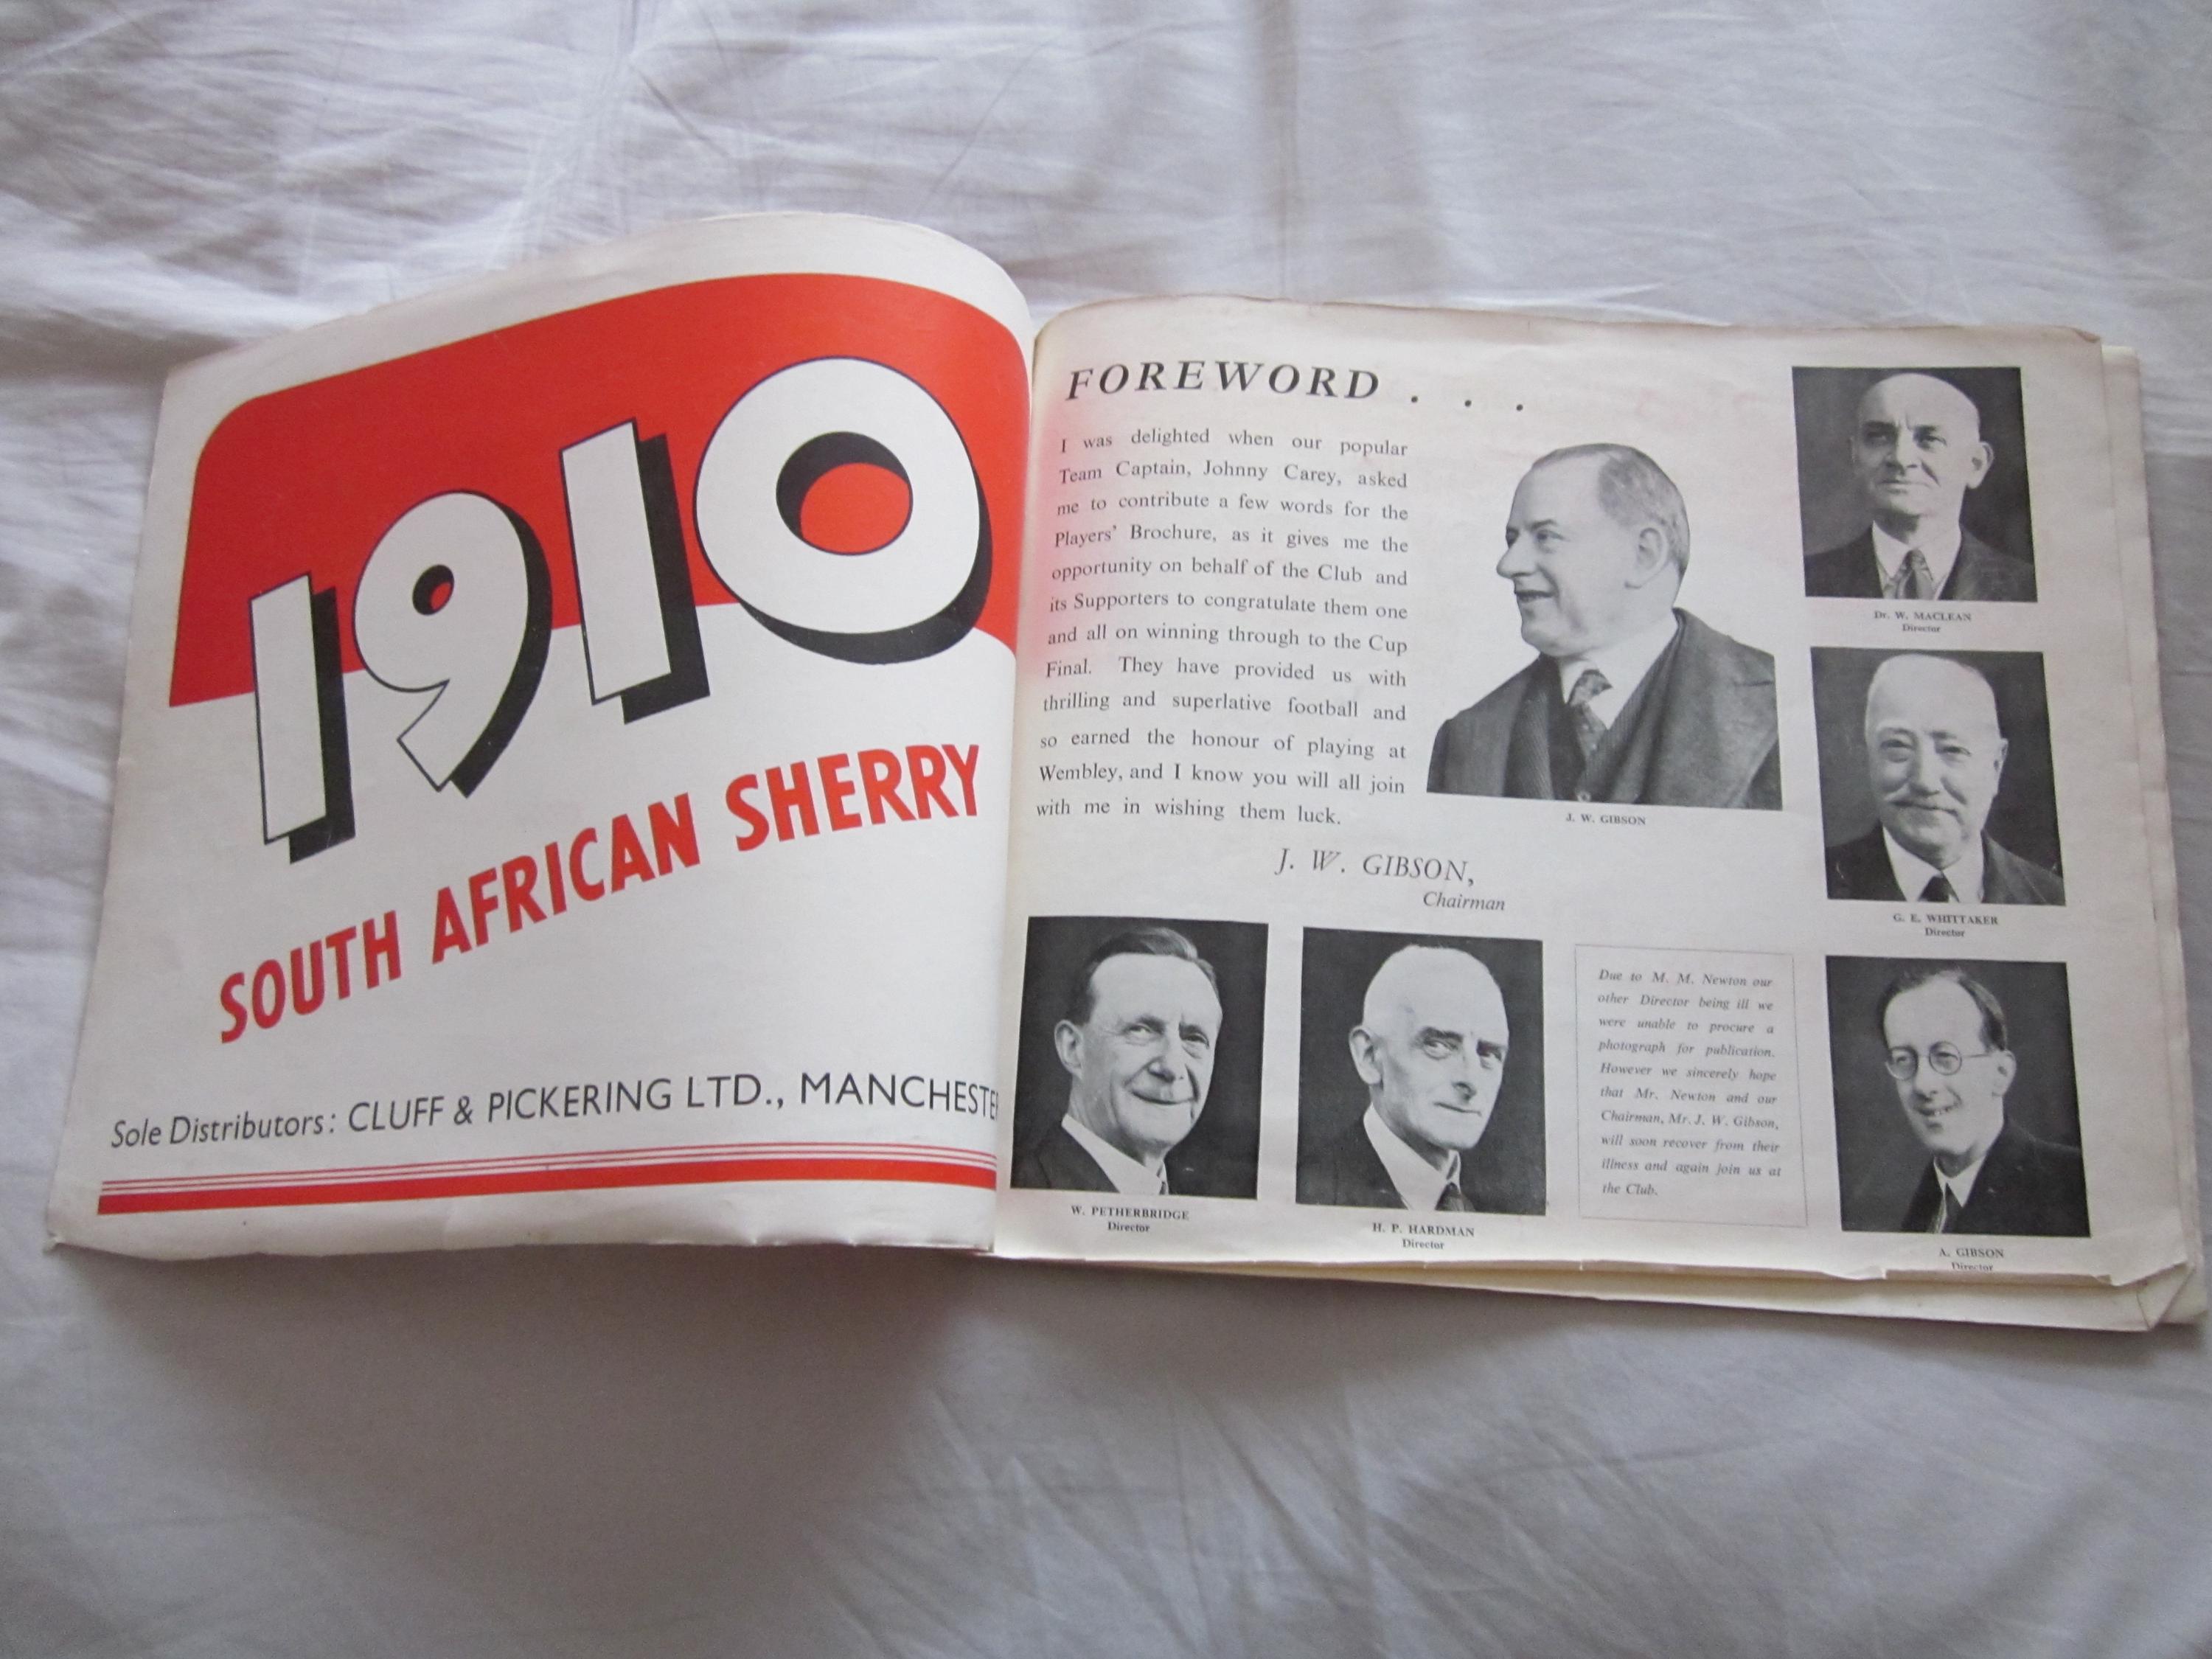 1910
SOUTH AFRICAN SHERRY
Sole Distributors: CLUFF & PICKERING LTD., MANCHESTE
FOREWORD . . .
I was delighted when our popular
Team Captain, Johnny Carey, asked
me to contribute a few words for the
Players' Brochure, as it gives me the
opportunity on behalf of the Club and
its Supporters to congratulate them one
and all on winning through to the Cup
Final. They have provided us with
thrilling and superlative football and
so earned the honour of playing at
Wembley, and I know you will all join
with me in wishing them luck.
J. W. GIBSON,
Chairman
J. W. GIBSON
Dr. W. MACLEAN
Director
G. E. WHITTAKER
Director
W. PETHERBRIDGE
Director
H. P. HARDMAN
Director
Due to M. M. Newton our
other Director being ill we
were unable to procure a
photograph for publication.
However we sincerely hope
that Mr. Newton and our
Chairman, Mr. J. W. Gibson,
will soon recover from their
illness and again join us at
the Club.
A. GIBSON
Director